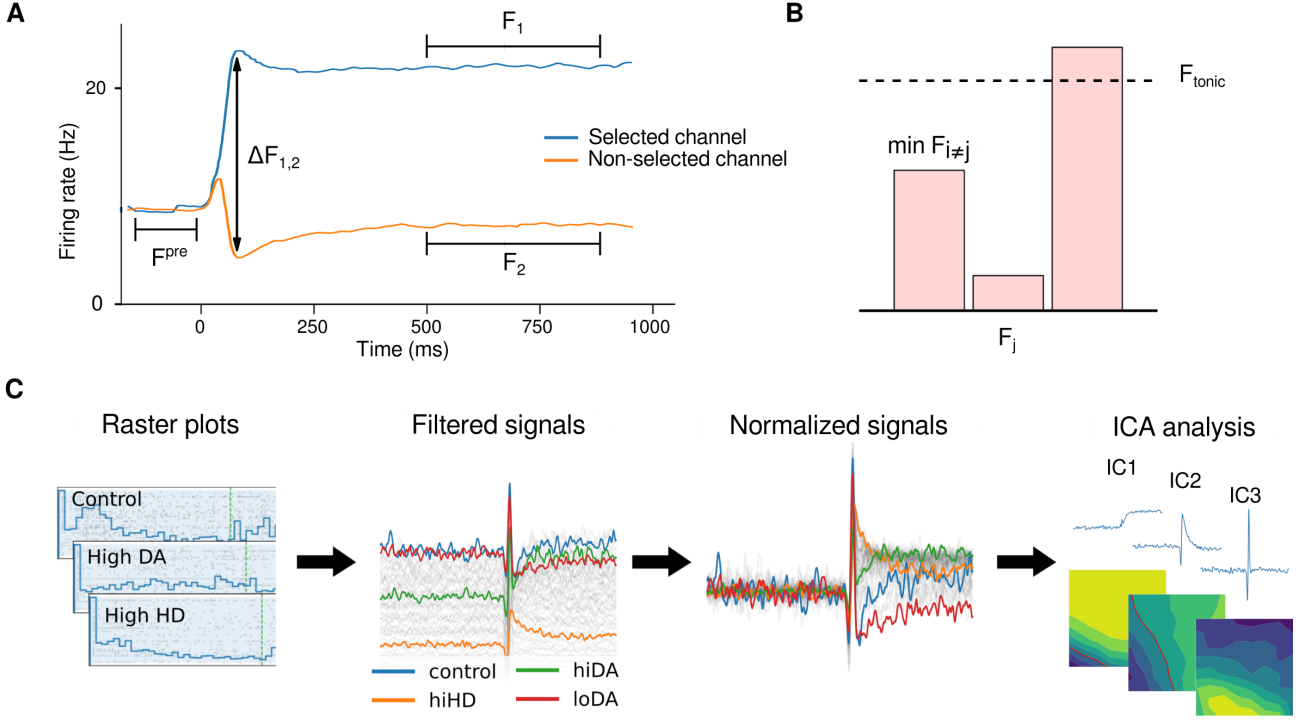 A
B
F1
20
Ftonic
Selected channel
Non-selected channel
Firing rate (Hz)
ΔF1,2
min Fi≠j
Fpre
F2
0
0
250
500
750
1000
Time (ms)
Fj
C
Raster plots
Filtered signals
Normalized signals
ICA analysis
IC1
IC2
IC3
Control
High DA
High HD
control
hiDA
hiHD
loDA